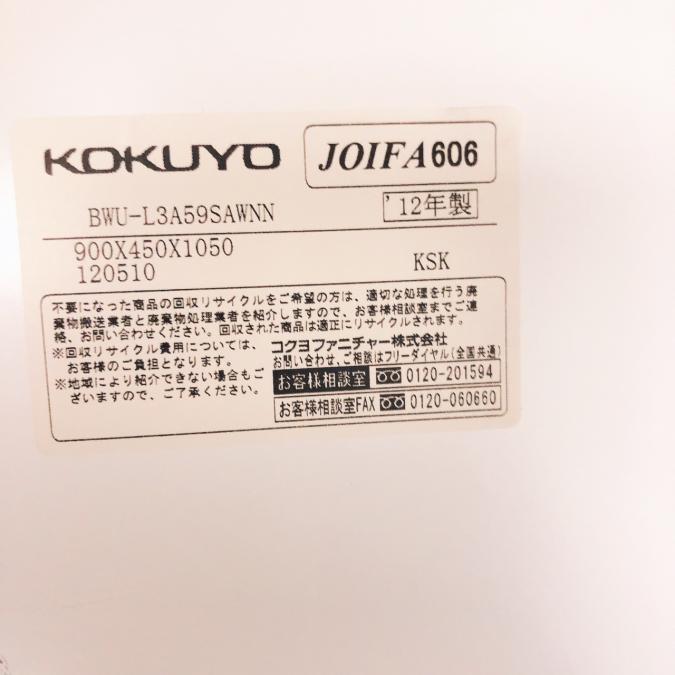 KOKUYO
JOIFA606
BWU-L3A59SAWNN
'12年製
900X450X1050
120510
KSK
不要になった商品の回収リサイクルをご希望の方は、適切な処理を行う廃
棄物搬送業者と廃棄物処理業者を紹介しますので、お客様相談室までご連
絡、お問い合わせください。回収された商品は適正にリサイクルされます。
※回収リサイクル費用については、
お客様のご負担となります。
※地域により紹介できない場合もご
ざいますので、ご了承ください。
コクヨファニチャー株式会社
お問い合わせ、ご相談はフリーダイヤル(全国共通)
お客様相談室 0120-201594
お客様相談室FAX 0120-060660